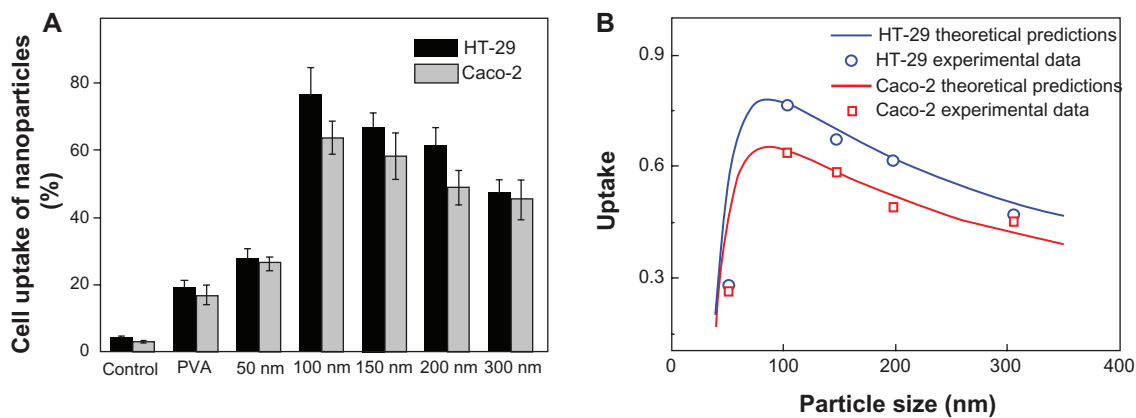 A
Cell uptake of nanoparticles
(%)
80
60
40
20
0
HT-29
Caco-2
Control PVA 50 nm 100 nm 150 nm 200 nm 300 nm
B
Uptake
0.9
0.6
0.3
HT-29 theoretical predictions
HT-29 experimental data
Caco-2 theoretical predictions
Caco-2 experimental data
0 100 200 300 400
Particle size (nm)